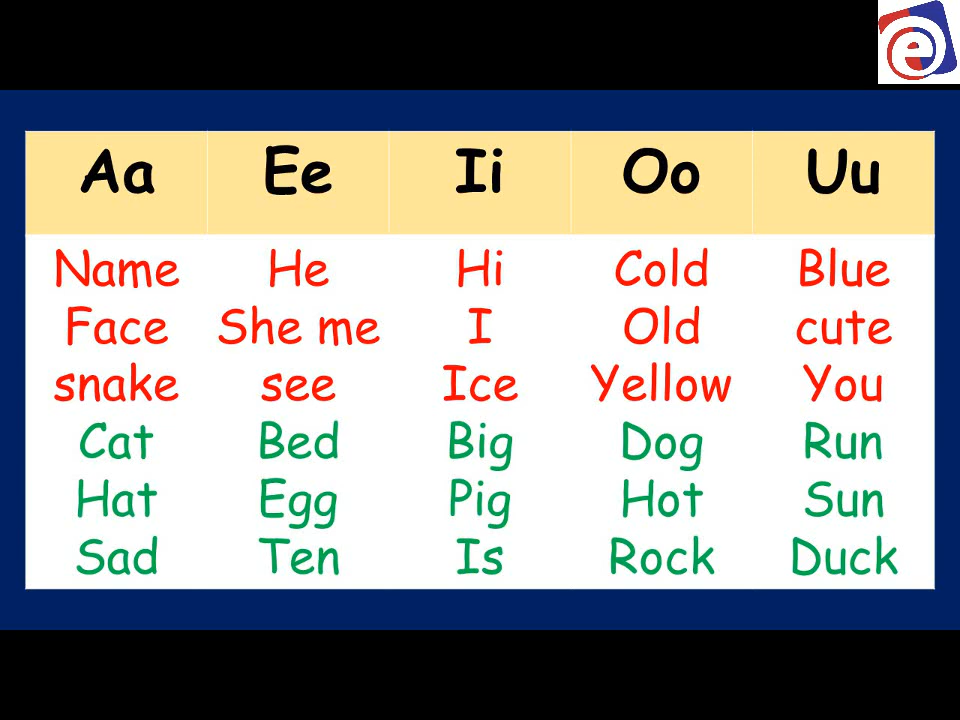 Aa Ee Ii Oo Uu
Name He Hi Cold Blue
Face She me I Old cute
snake see Ice Yellow You
Cat Bed Big Dog Run
Hat Egg Pig Hot Sun
Sad Ten Is Rock Duck